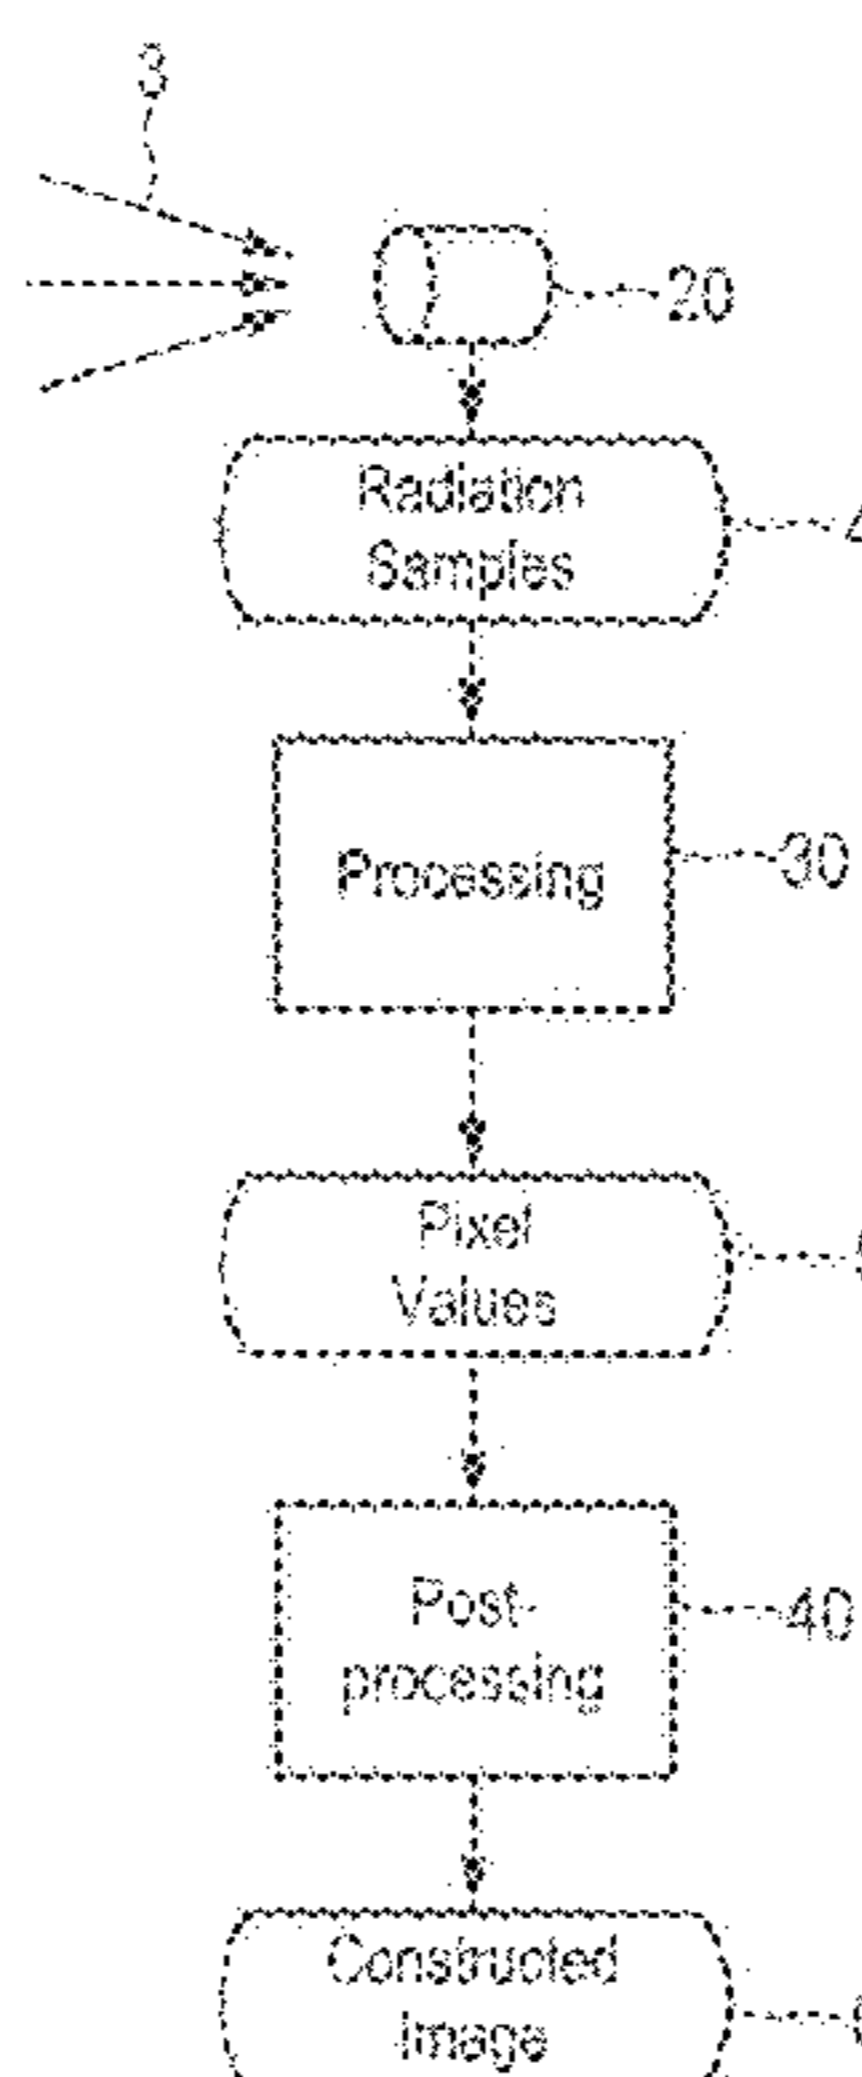 3
20
Radiation
Samples
Processing
30
Pixel
Values
Post-
processing
40
Constructed
Image